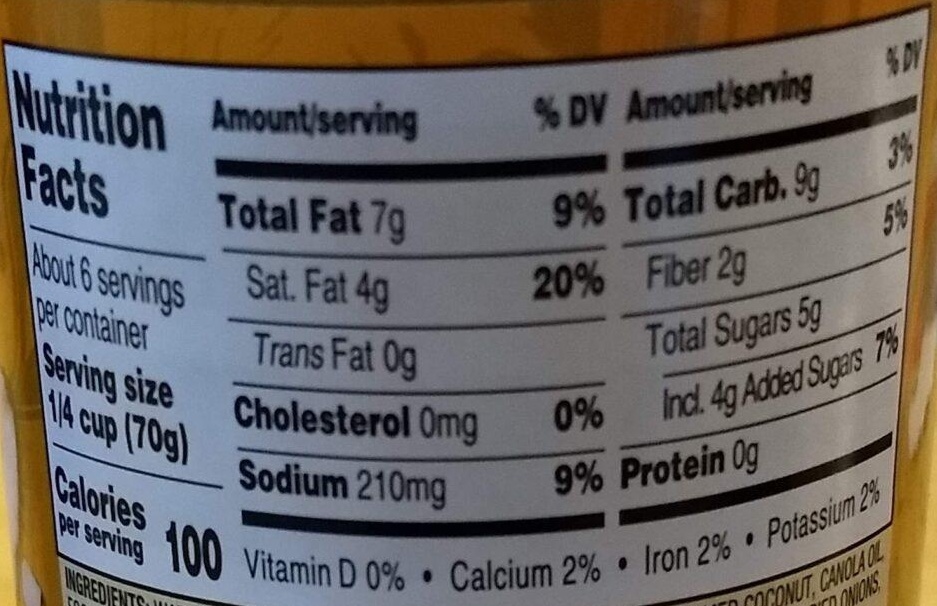 Nutrition
Facts
About 6 servings
per container
Serving size
1/4 cup (70g)
Calories
per serving 100
Amount/serving % DV
Total Fat 7g 9%
Sat. Fat 4g 20%
Trans Fat 0g
Cholesterol 0mg 0%
Sodium 210mg 9%
Amount/serving % DV
Total Carb. 9g 3%
Fiber 2g 5%
Total Sugars 5g
Incl. 4g Added Sugars 7%
Protein 0g
Vitamin D 0% • Calcium 2% • Iron 2% • Potassium 2%
INGREDIENTS: COCONUT, CANOLA OIL,
ONIONS,